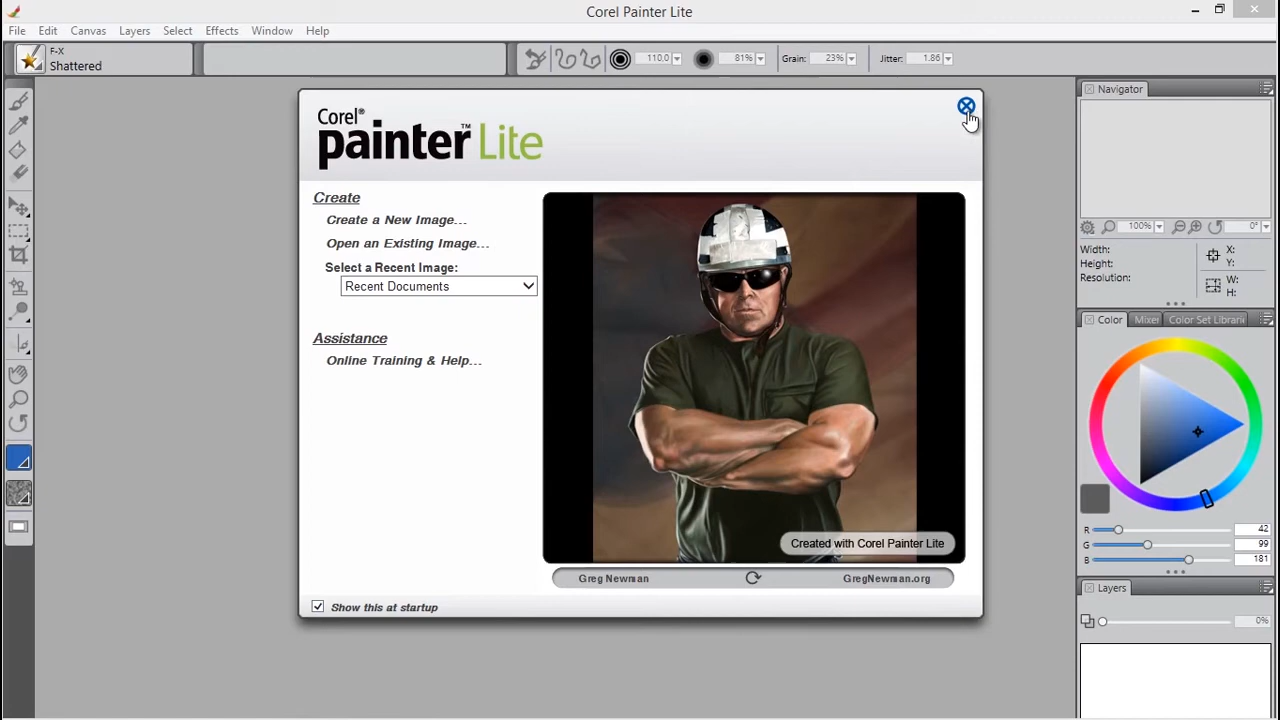 Corel Painter Lite
File Edit Canvas Layers Select Effects Window Help
F-X
Shattered
110,0 81% Grain: 23% Jitter: 1.86
Corel®
painter™ Lite
Create
Create a New Image...
Open an Existing Image...
Select a Recent Image:
Recent Documents
Assistance
Online Training & Help...
Created with Corel Painter Lite
Greg Newman GregNewman.org
Show this at startup
Navigator
100% 0°
Width: X:
Height: Y:
Resolution: W:
H:
Color Mixer Color Set Librari
R 42
G 99
B 181
Layers
0%